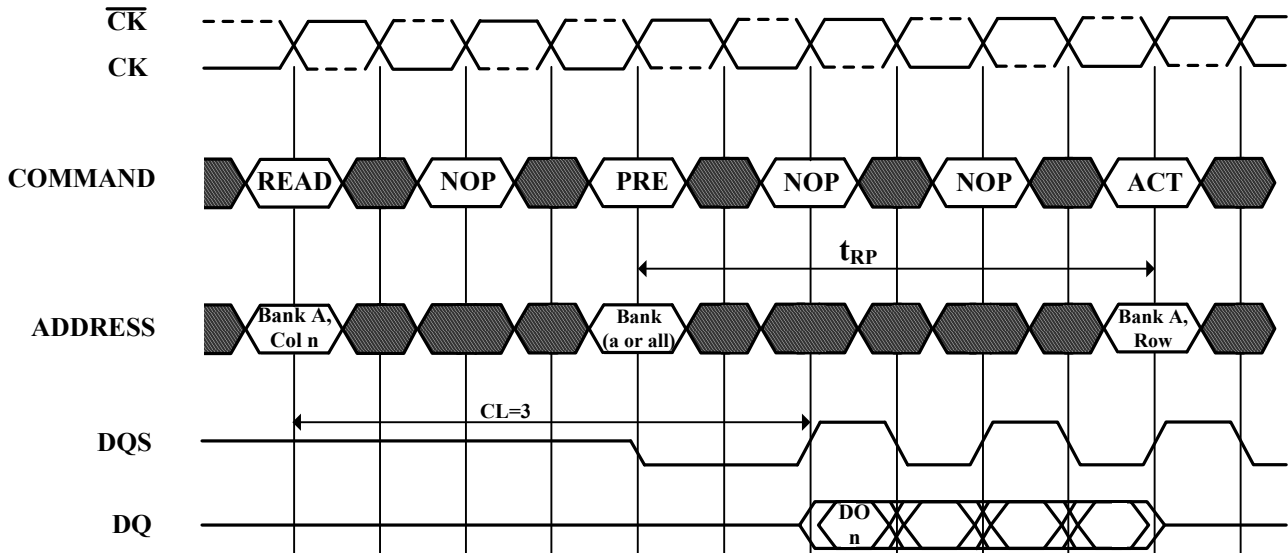 CK
CK
COMMAND
READ
NOP
PRE
NOP
NOP
ACT
tRP
ADDRESS
Bank A,
Col n
Bank
(a or all)
Bank A,
Row
CL=3
DQS
DQ
DO
n